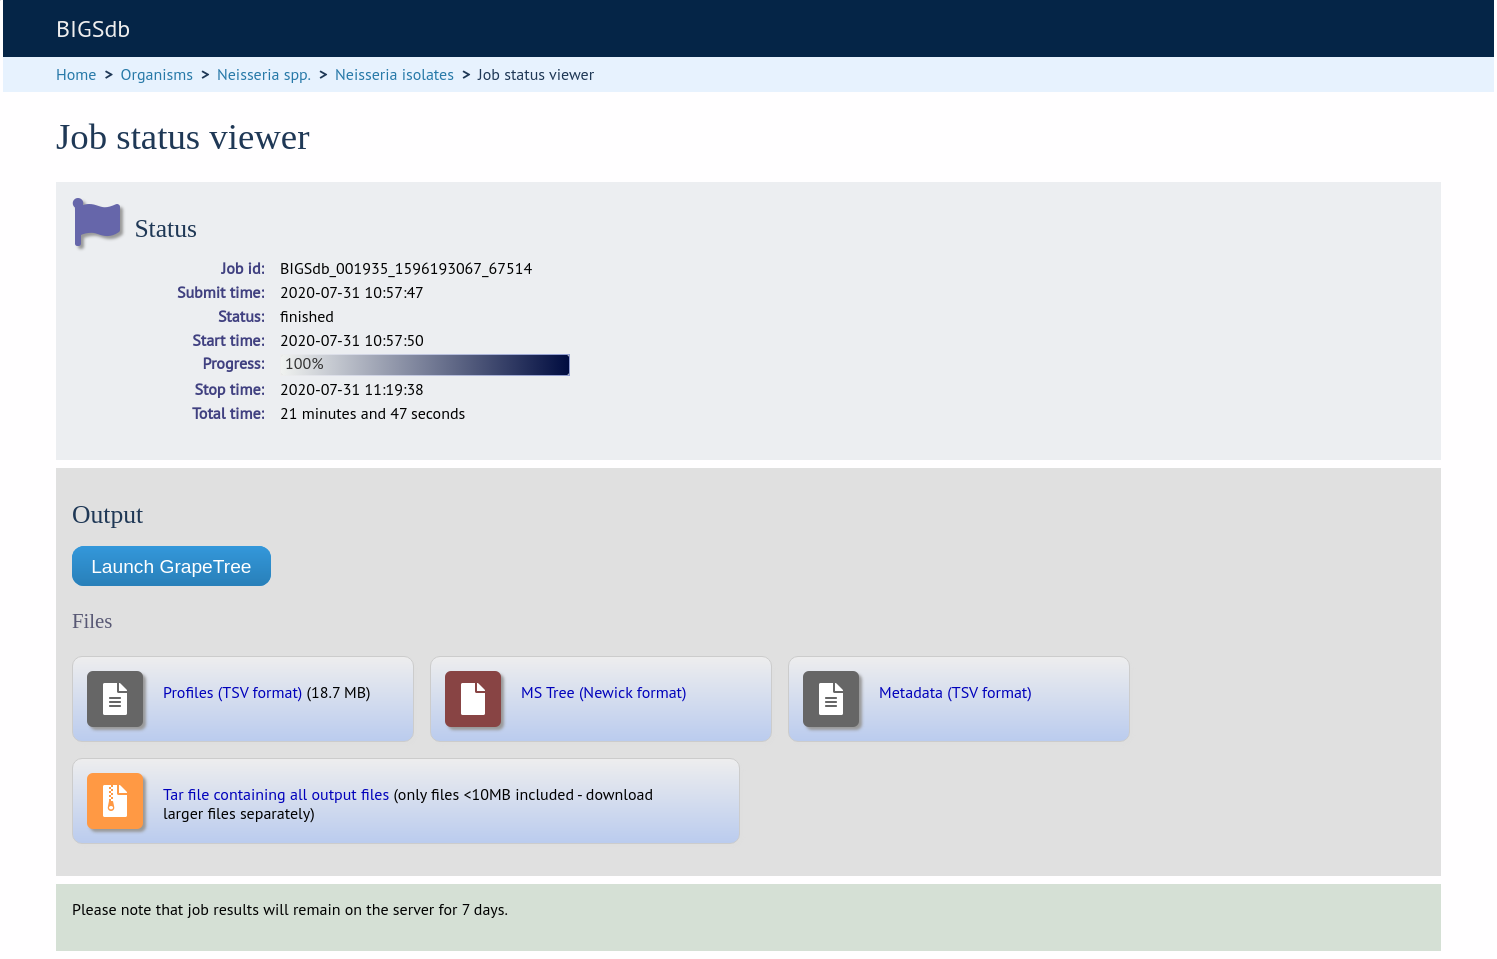 BIGSdb
Home > Organisms > Neisseria spp. > Neisseria isolates > Job status viewer
Job status viewer
Status
Job id: BIGSdb_001935_1596193067_67514
Submit time: 2020-07-31 10:57:47
Status: finished
Start time: 2020-07-31 10:57:50
Progress: 100%
Stop time: 2020-07-31 11:19:38
Total time: 21 minutes and 47 seconds
Output
Launch GrapeTree
Files
Profiles (TSV format) (18.7 MB)
MS Tree (Newick format)
Metadata (TSV format)
Tar file containing all output files (only files <10MB included - download
larger files separately)
Please note that job results will remain on the server for 7 days.